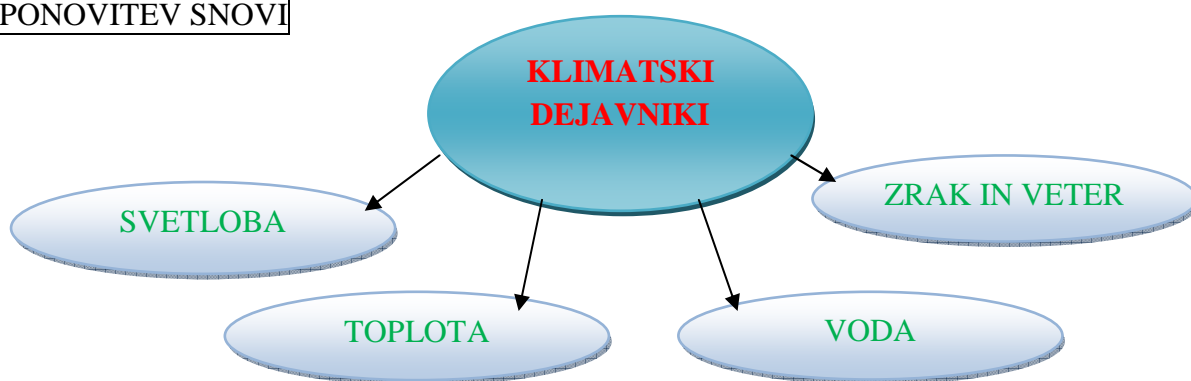 PONOVITEV SNOVI
KLIMATSKI
DEJAVNIKI
SVETLOBA
ZRAK IN VETER
TOPLOTA
VODA